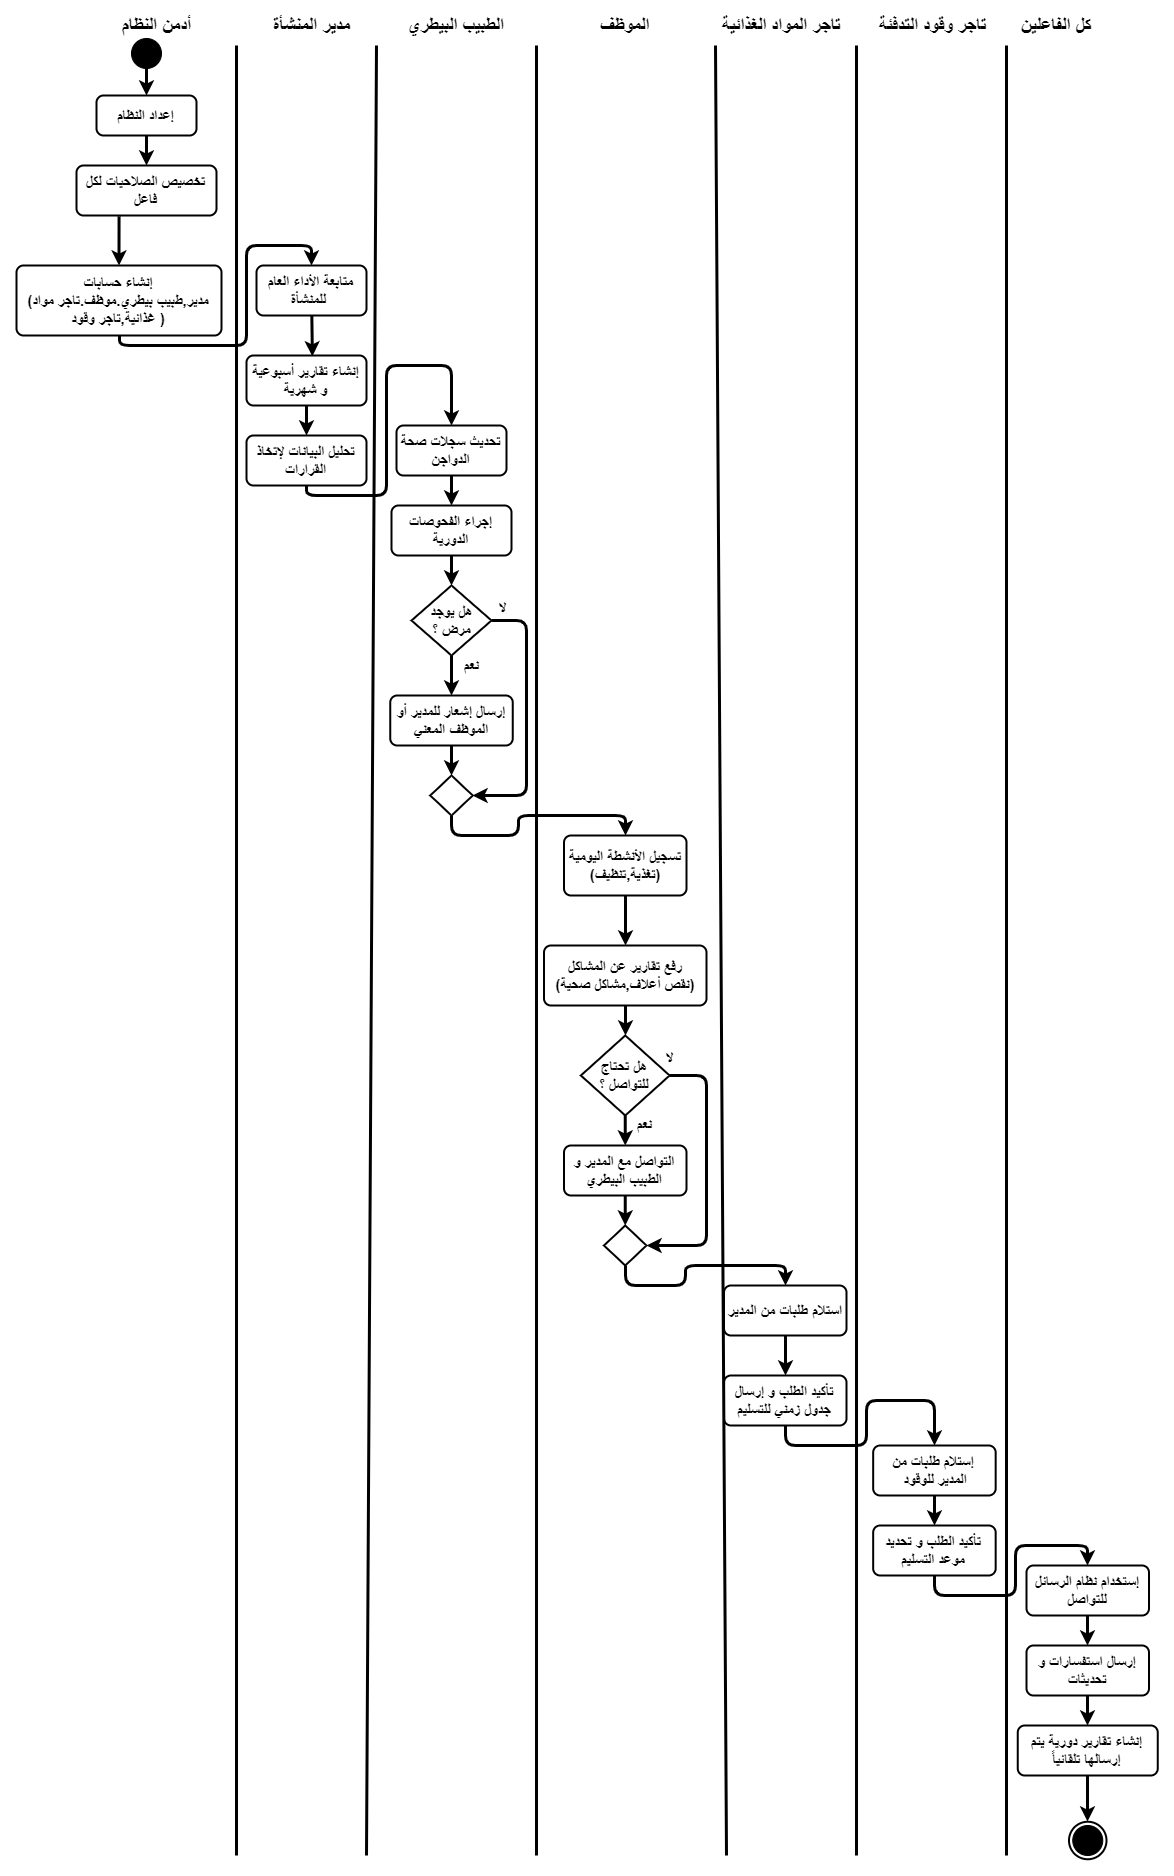 أدمن النظام
مدير المنشأة
الطبيب البيطري
الموظف
تاجر المواد الغذائية
تاجر وقود التدفئة
كل الفاعلين
إعداد النظام
تخصيص الصلاحيات لكل
فاعل
إنشاء حسابات
(مدير,طبيب بيطري.موظف.تاجر مواد
غذائية,تاجر وقود )
متابعة الأداء العام
للمنشأة
إنشاء تقارير أسبوعية
و شهرية
تحليل البيانات لإتخاذ
القرارات
تحديث سجلات صحة
الدواجن
إجراء الفحوصات
الدورية
هل يوجد
مرض ؟
لا
نعم
إرسال إشعار للمدير أو
الموظف المعني
تسجيل الأنشطة اليومية
(تغذية,تنظيف)
رفع تقارير عن المشاكل
(نقص أعلاف,مشاكل صحية)
هل تحتاج
للتواصل ؟
لا
نعم
التواصل مع المدير و
الطبيب البيطري
استلام طلبات من المدير
تأكيد الطلب و إرسال
جدول زمني للتسليم
إستلام طلبات من
المدير للوقود
تأكيد الطلب و تحديد
موعد التسليم
إستخدام نظام الرسائل
للتواصل
إرسال استفسارات و
تحديثات
إنشاء تقارير دورية يتم
إرسالها تلقائياً